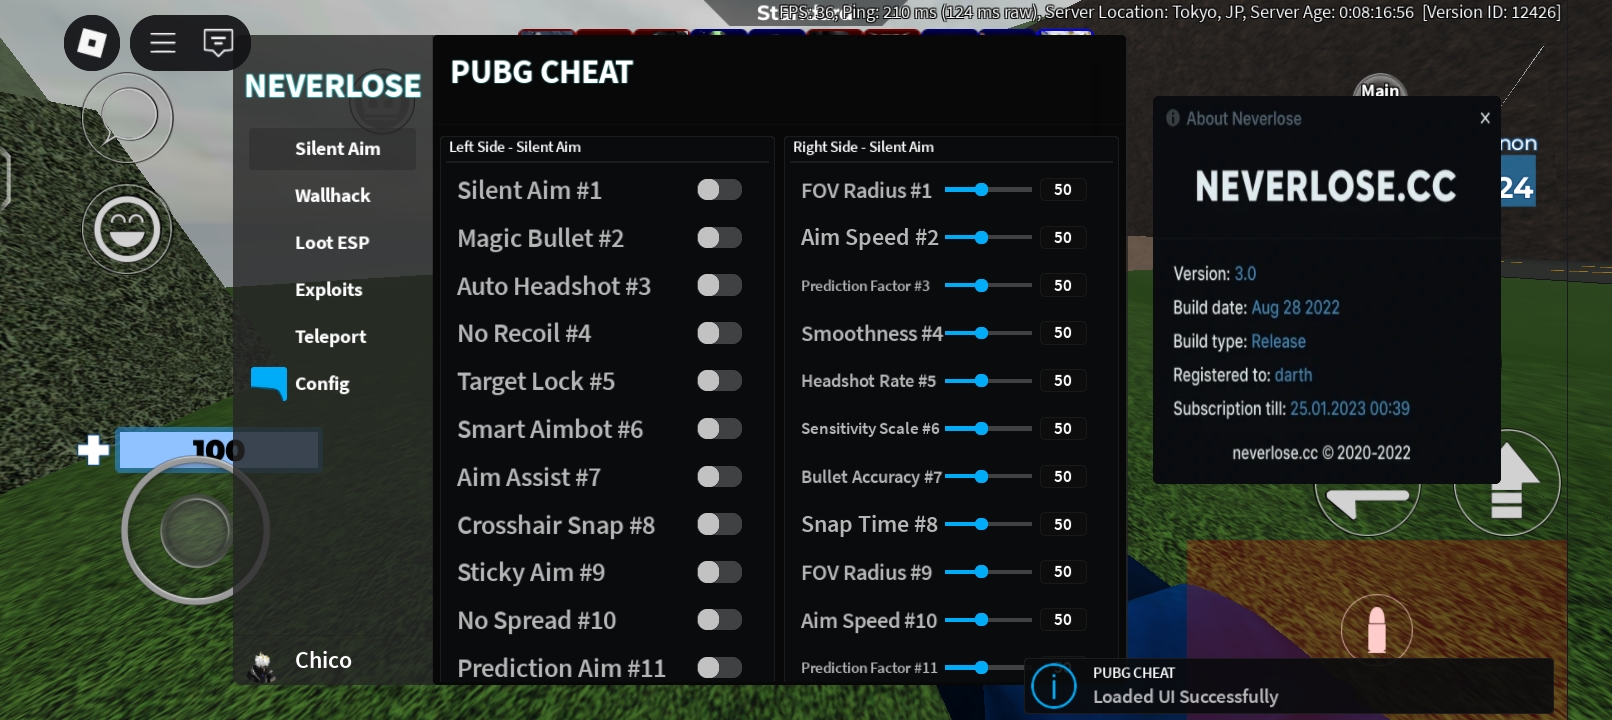 FPS: 36, Ping: 210 ms (124 ms raw), Server Location: Tokyo, JP, Server Age: 0:08:16:56 [Version ID: 12426]
NEVERLOSE
Silent Aim
Wallhack
Loot ESP
Exploits
Teleport
Config
100
Chico
PUBG CHEAT
Left Side - Silent Aim
Silent Aim #1
Magic Bullet #2
Auto Headshot #3
No Recoil #4
Target Lock #5
Smart Aimbot #6
Aim Assist #7
Crosshair Snap #8
Sticky Aim #9
No Spread #10
Prediction Aim #11
Right Side - Silent Aim
FOV Radius #1 50
Aim Speed #2 50
Prediction Factor #3 50
Smoothness #4 50
Headshot Rate #5 50
Sensitivity Scale #6 50
Bullet Accuracy #7 50
Snap Time #8 50
FOV Radius #9 50
Aim Speed #10 50
Prediction Factor #11
Main
non
24
About Neverlose X
NEVERLOSE.CC
Version: 3.0
Build date: Aug 28 2022
Build type: Release
Registered to: darth
Subscription till: 25.01.2023 00:39
neverlose.cc © 2020-2022
PUBG CHEAT
Loaded UI Successfully